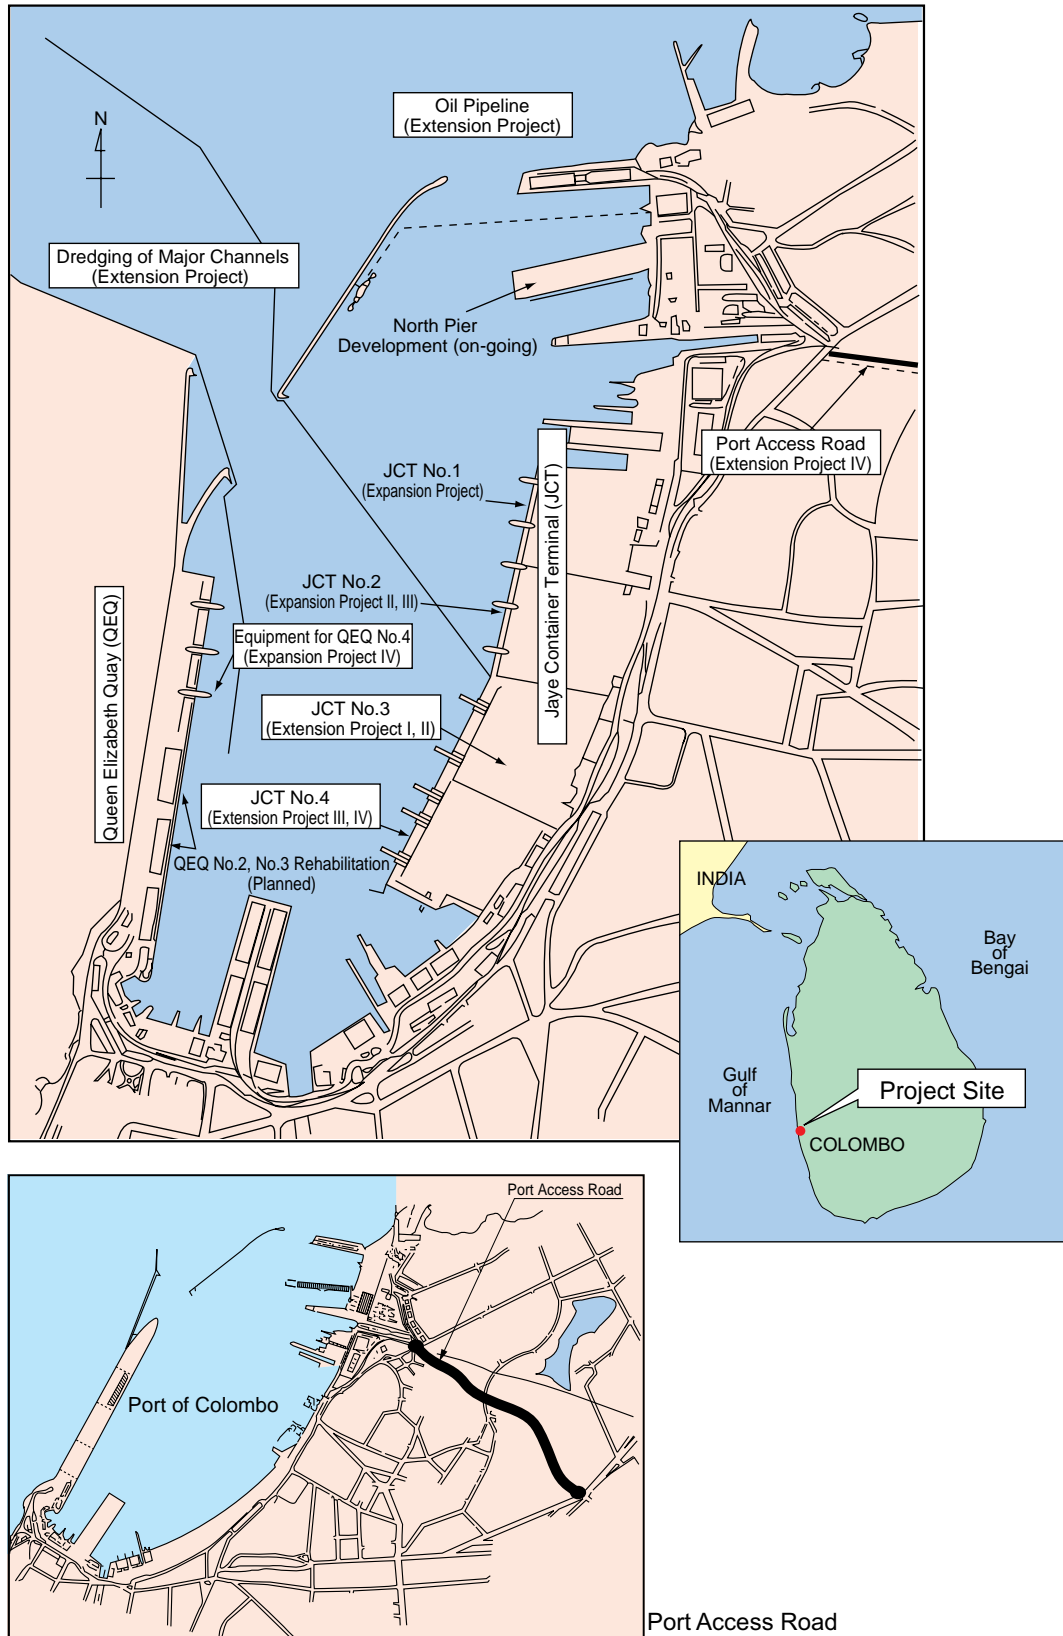 Oil Pipeline
(Extension Project)
N
Dredging of Major Channels
(Extension Project)
North Pier
Development (on-going)
Port Access Road
(Extension Project IV)
JCT No.1
(Expansion Project)
Jaye Container Terminal (JCT)
JCT No.2
(Expansion Project II, III)
Queen Elizabeth Quay (QEQ)
Equipment for QEQ No.4
(Expansion Project IV)
JCT No.3
(Extension Project I, II)
JCT No.4
(Extension Project III, IV)
QEQ No.2, No.3 Rehabilitation
(Planned)
INDIA
Bay
of
Bengai
Gulf
of
Mannar
Project Site
COLOMBO
Port Access Road
Port of Colombo
Port Access Road